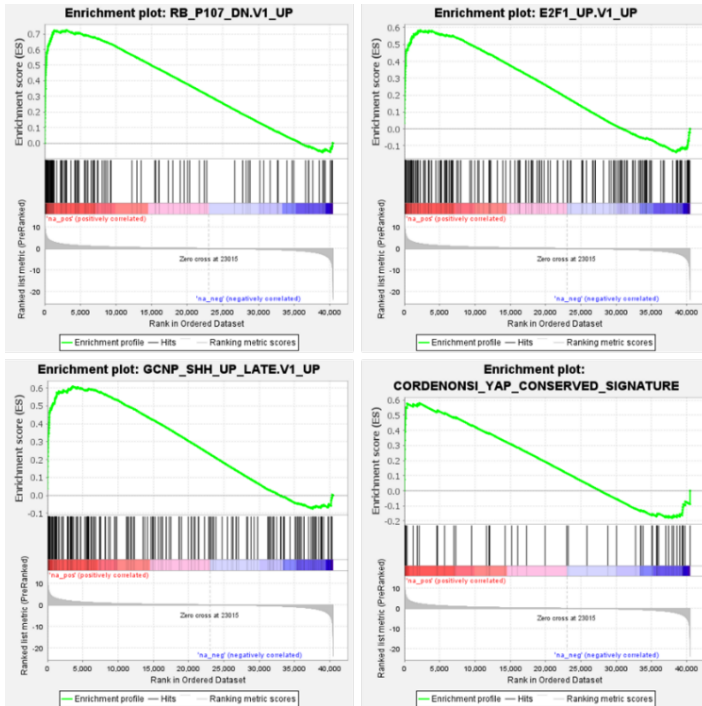 Enrichment plot: RB_P107_DN.V1_UP
Enrichment score (ES)
0.7
0.6
0.5
0.4
0.3
0.2
0.1
0.0
'na_pos' (positively correlated)
Ranked list metric (PreRanked)
10
0
-10
-20
Zero cross at 23015
'na_neg' (negatively correlated)
0 5,000 10,000 15,000 20,000 25,000 30,000 35,000 40,000
Rank in Ordered Dataset
Enrichment profile Hits Ranking metric scores
Enrichment plot: E2F1_UP.V1_UP
Enrichment score (ES)
0.6
0.5
0.4
0.3
0.2
0.1
0.0
-0.1
'na_pos' (positively correlated)
Ranked list metric (PreRanked)
10
0
-10
-20
Zero cross at 23015
'na_neg' (negatively correlated)
0 5,000 10,000 15,000 20,000 25,000 30,000 35,000 40,000
Rank in Ordered Dataset
Enrichment profile Hits Ranking metric scores
Enrichment plot: GCNP_SHH_UP_LATE.V1_UP
Enrichment score (ES)
0.6
0.5
0.4
0.3
0.2
0.1
0.0
-0.1
'na_pos' (positively correlated)
Ranked list metric (PreRanked)
10
0
-10
-20
Zero cross at 23015
'na_neg' (negatively correlated)
0 5,000 10,000 15,000 20,000 25,000 30,000 35,000 40,000
Rank in Ordered Dataset
Enrichment profile Hits Ranking metric scores
Enrichment plot:
CORDENONSI_YAP_CONSERVED_SIGNATURE
Enrichment score (ES)
0.6
0.5
0.4
0.3
0.2
0.1
0.0
-0.1
-0.2
'na_pos' (positively correlated)
Ranked list metric (PreRanked)
10
0
-10
-20
Zero cross at 23015
'na_neg' (negatively correlated)
0 5,000 10,000 15,000 20,000 25,000 30,000 35,000 40,000
Rank in Ordered Dataset
Enrichment profile Hits Ranking metric scores